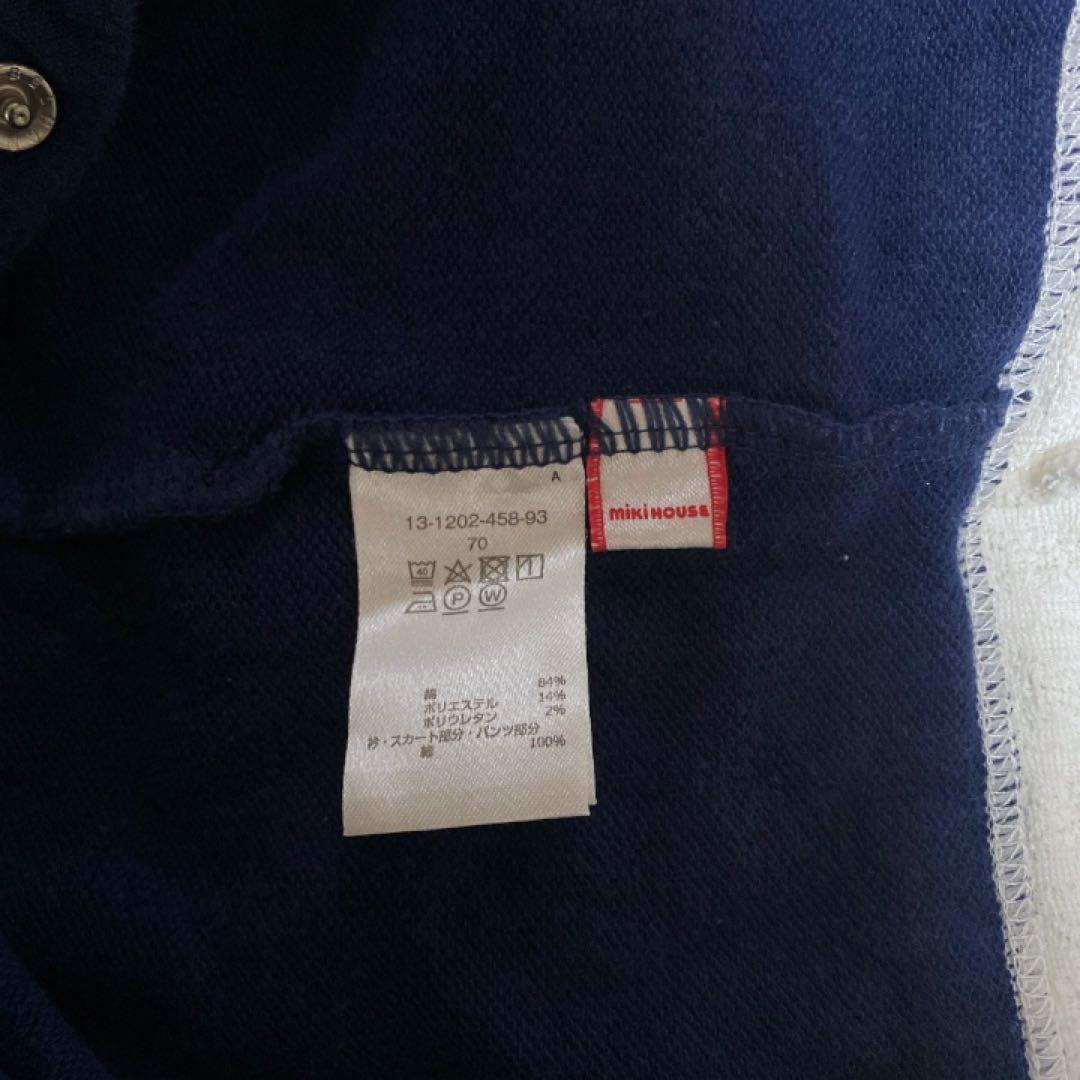 A
13-1202-458-93
70
40
P W
綿 84%
ポリエステル 14%
ポリウレタン 2%
衿・スカート部分・パンツ部分
綿 100%
miKiHOUSE